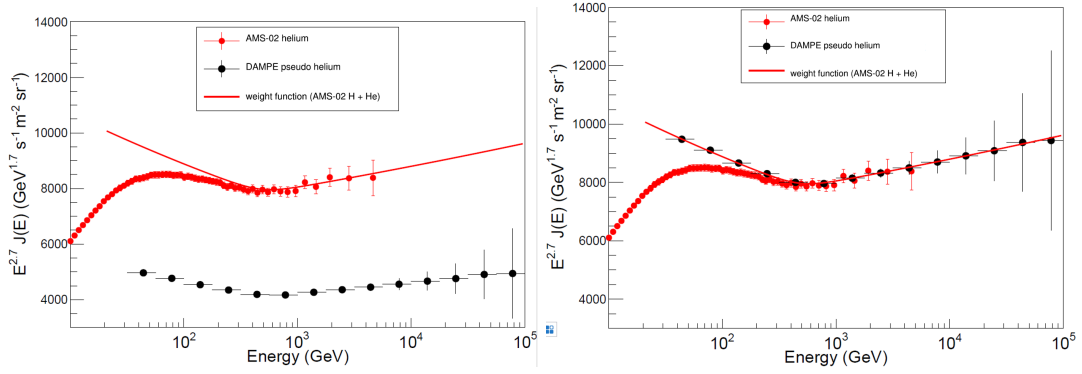 14000
12000
10000
8000
6000
4000
E^2.7 J(E) (GeV^1.7 s^-1 m^-2 sr^-1)
AMS-02 helium
DAMPE pseudo helium
weight function (AMS-02 H + He)
10^2 10^3 10^4 10^5
Energy (GeV)
14000
12000
10000
8000
6000
4000
E^2.7 J(E) (GeV^1.7 s^-1 m^-2 sr^-1)
AMS-02 helium
DAMPE pseudo helium
weight function (AMS-02 H + He)
10^2 10^3 10^4 10^5
Energy (GeV)